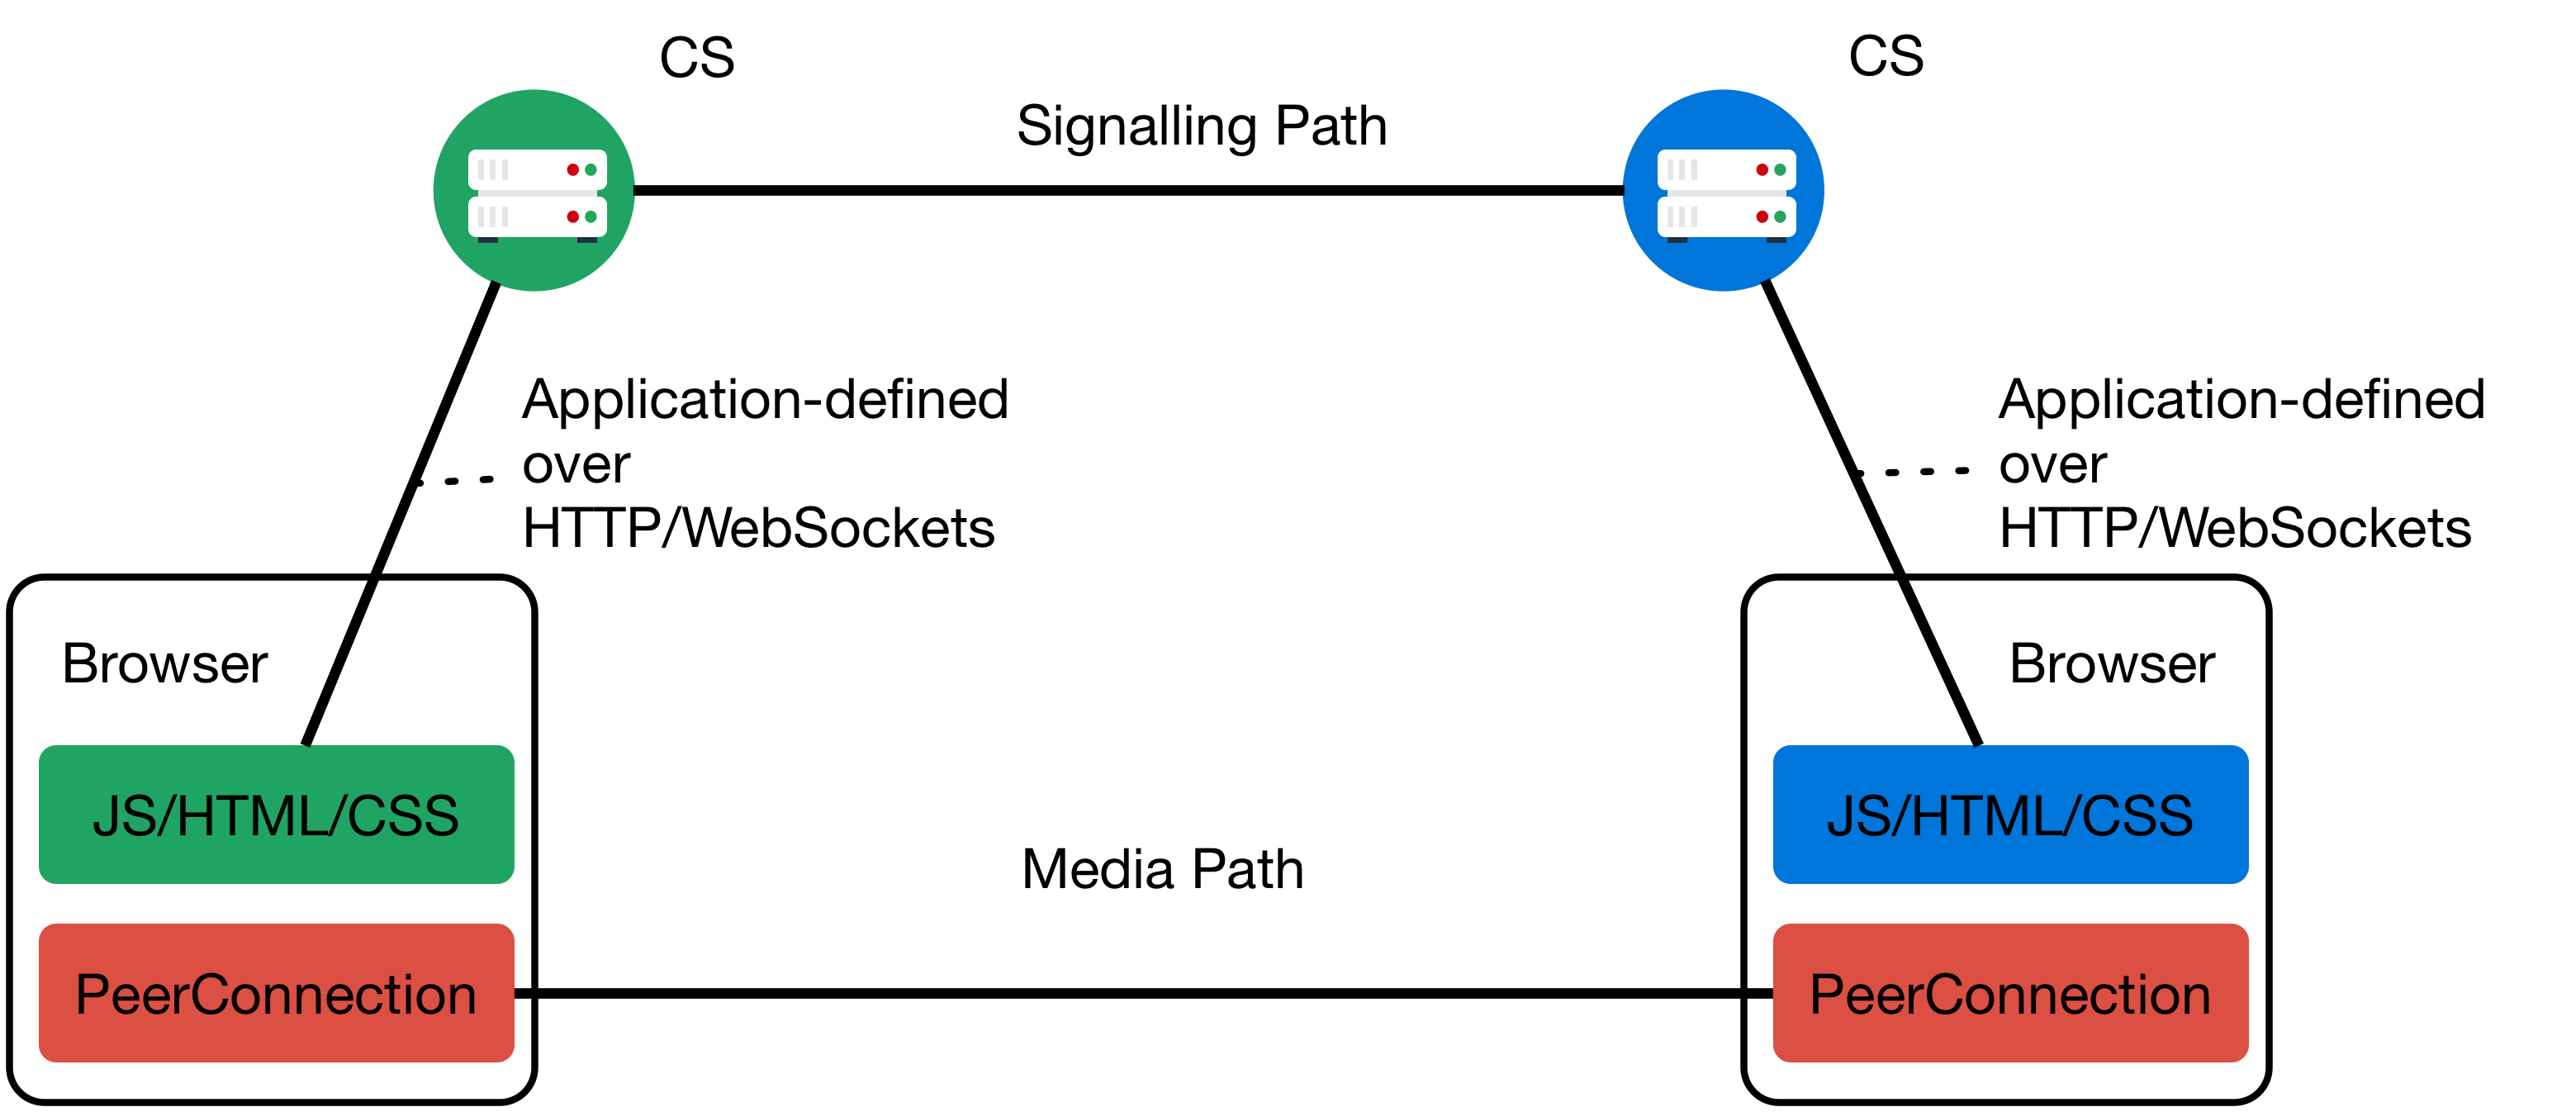 CS
CS
Signalling Path
Application-defined
over
HTTP/WebSockets
Application-defined
over
HTTP/WebSockets
Browser
Browser
JS/HTML/CSS
JS/HTML/CSS
Media Path
PeerConnection
PeerConnection